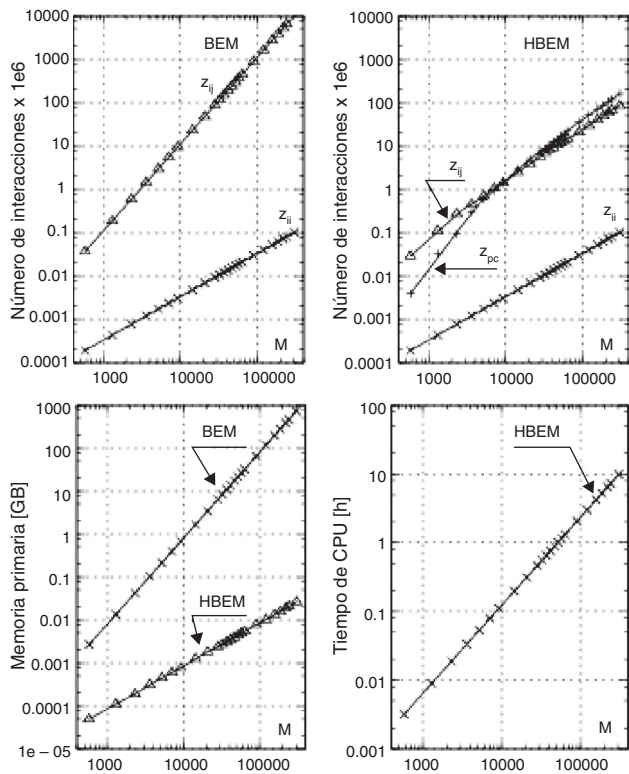 Número de interacciones x 1e6
10000
1000
100
10
1
0.1
0.01
0.001
0.0001
BEM
z_ij
z_ii
M
1000 10000 100000
Número de interacciones x 1e6
10000
1000
100
10
1
0.1
0.01
0.001
0.0001
HBEM
z_ij
z_ii
z_pc
M
1000 10000 100000
Memoria primaria [GB]
1000
100
10
1
0.1
0.01
0.001
0.0001
1e – 05
BEM
HBEM
M
1000 10000 100000
Tiempo de CPU [h]
100
10
1
0.1
0.01
0.001
HBEM
M
1000 10000 100000